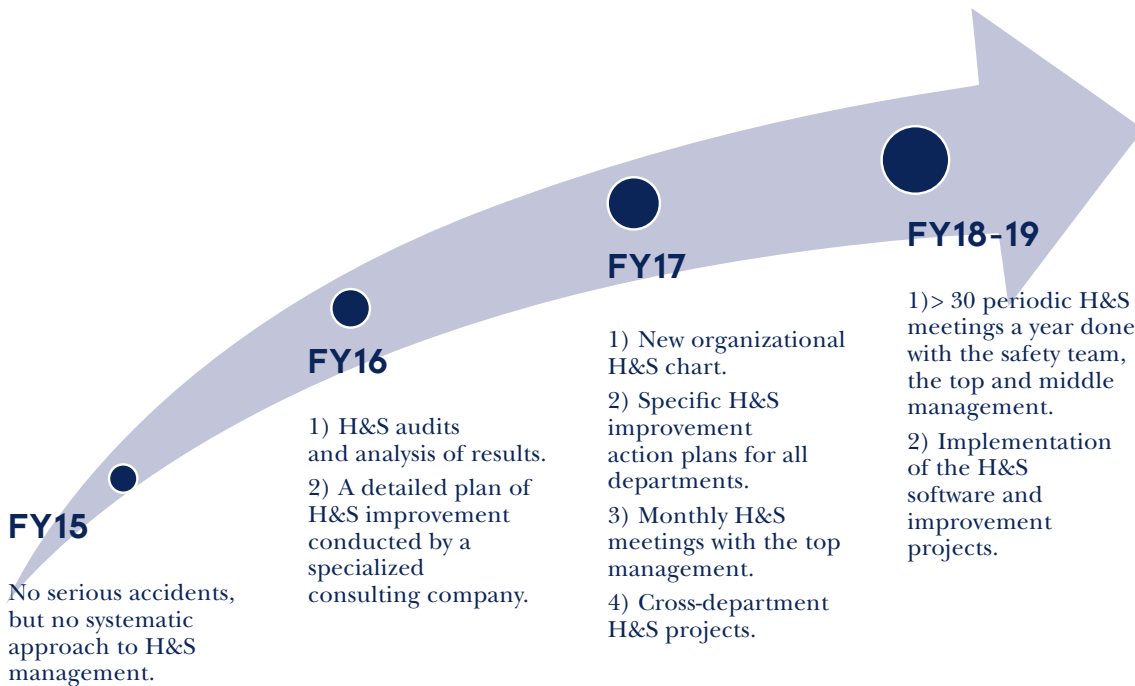 FY15
No serious accidents,
but no systematic
approach to H&S
management.
FY16
1) H&S audits
and analysis of results.
2) A detailed plan of
H&S improvement
conducted by a
specialized
consulting company.
FY17
1) New organizational
H&S chart.
2) Specific H&S
improvement
action plans for all
departments.
3) Monthly H&S
meetings with the top
management.
4) Cross-department
H&S projects.
FY18-19
1)> 30 periodic H&S
meetings a year done
with the safety team,
the top and middle
management.
2) Implementation
of the H&S
software and
improvement
projects.